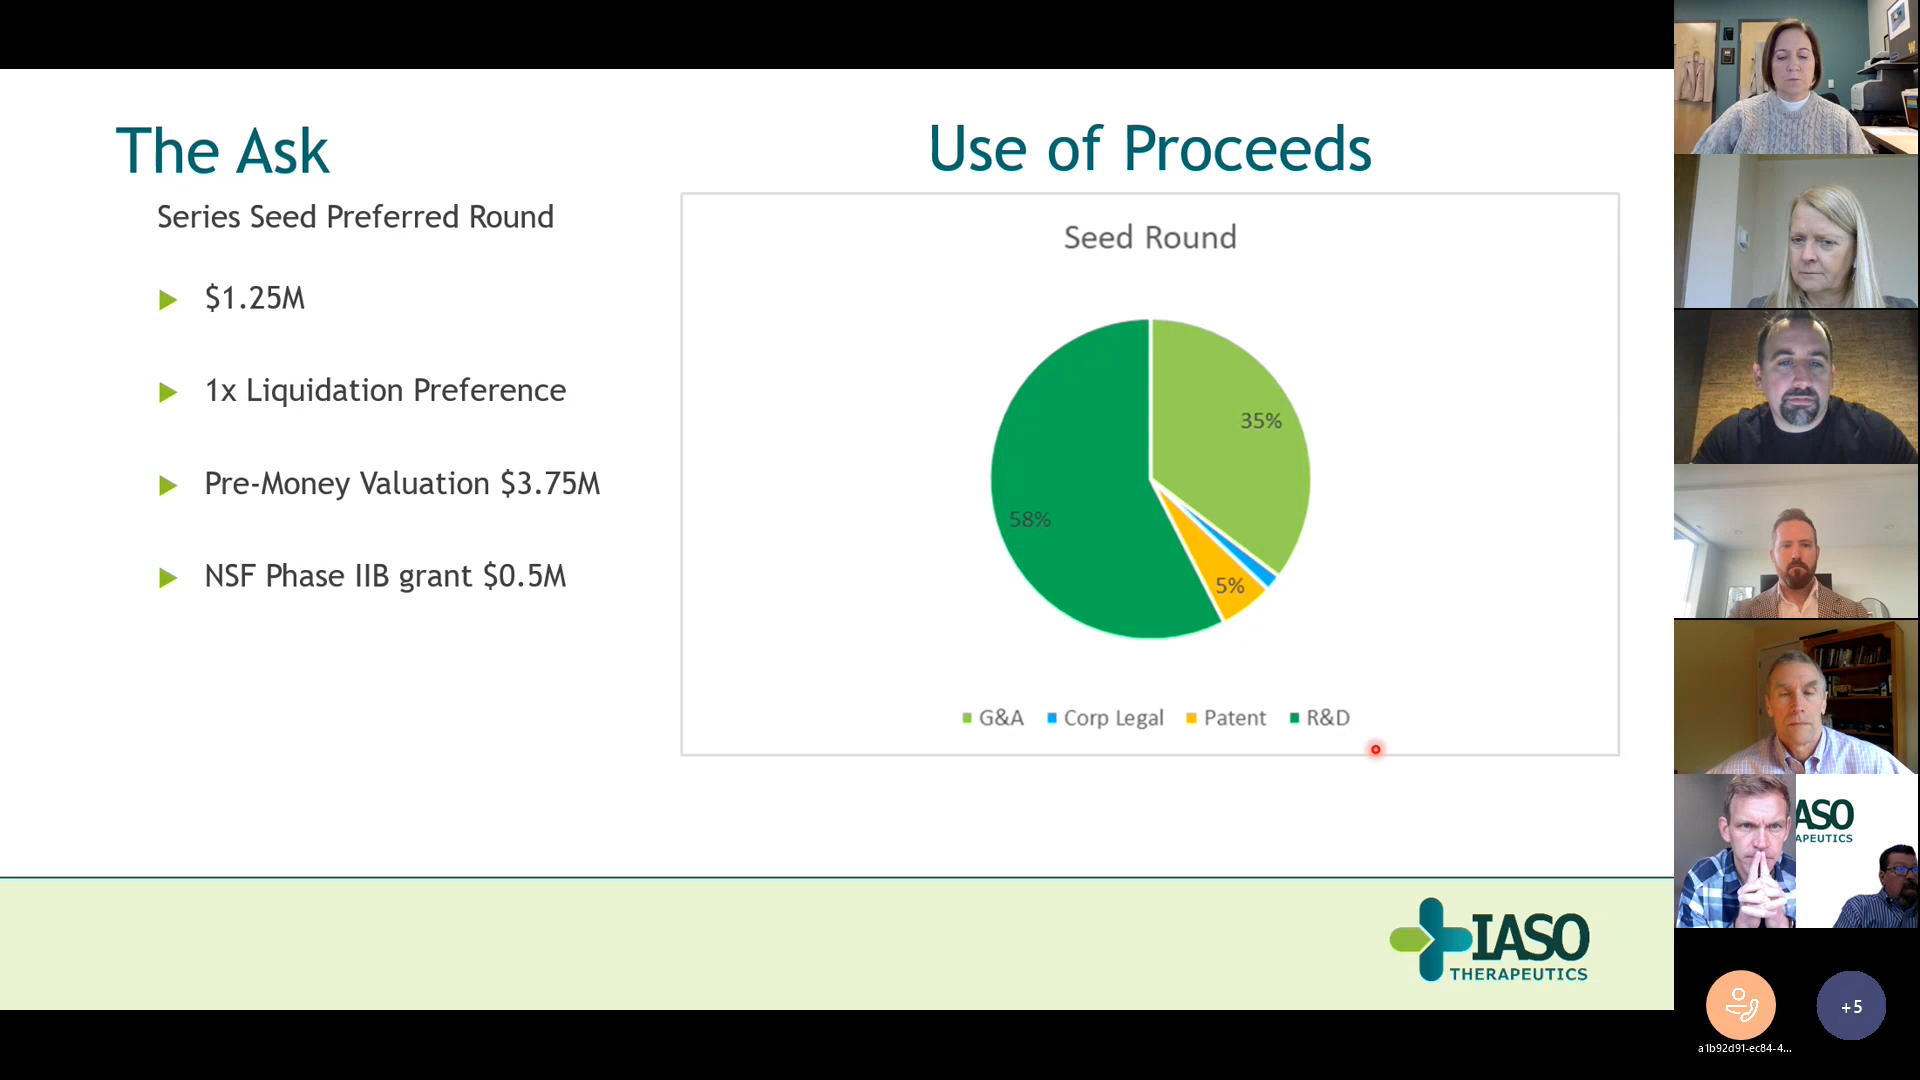 The Ask
Series Seed Preferred Round
$1.25M
1x Liquidation Preference
Pre-Money Valuation $3.75M
NSF Phase IIB grant $0.5M
Use of Proceeds
Seed Round
35%
58%
5%
G&A Corp Legal Patent R&D
IASO
THERAPEUTICS
IASO
APEUTICS
+5
a1b92d91-ec84-4...